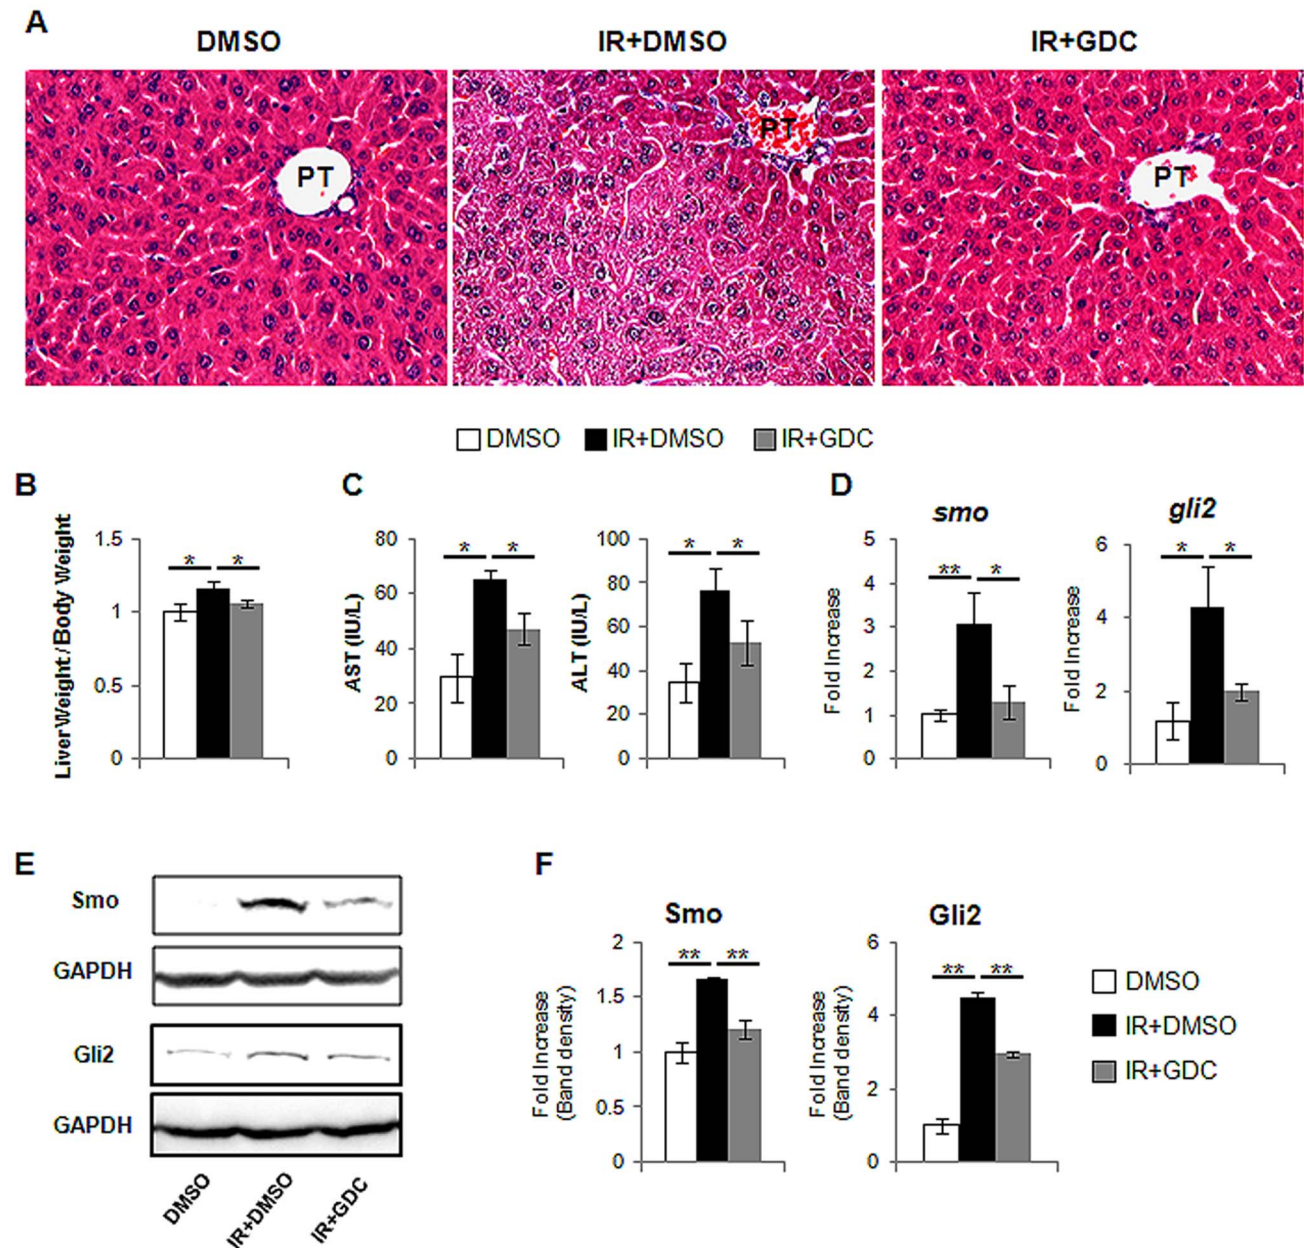 A
DMSO
IR+DMSO
IR+GDC
PT
PT
PT
DMSO
IR+DMSO
IR+GDC
B
Liver Weight / Body Weight
1.5
1
0.5
0
*
*
C
AST (IU/L)
80
60
40
20
0
*
*
ALT (IU/L)
100
80
60
40
20
0
*
*
D
smo
Fold Increase
5
4
3
2
1
0
**
*
gli2
Fold Increase
6
4
2
0
*
*
E
Smo
GAPDH
Gli2
GAPDH
DMSO
IR+DMSO
IR+GDC
F
Smo
Fold Increase
(Band density)
2
1.5
1
0.5
0
**
**
Gli2
Fold Increase
(Band density)
6
4
2
0
**
**
DMSO
IR+DMSO
IR+GDC